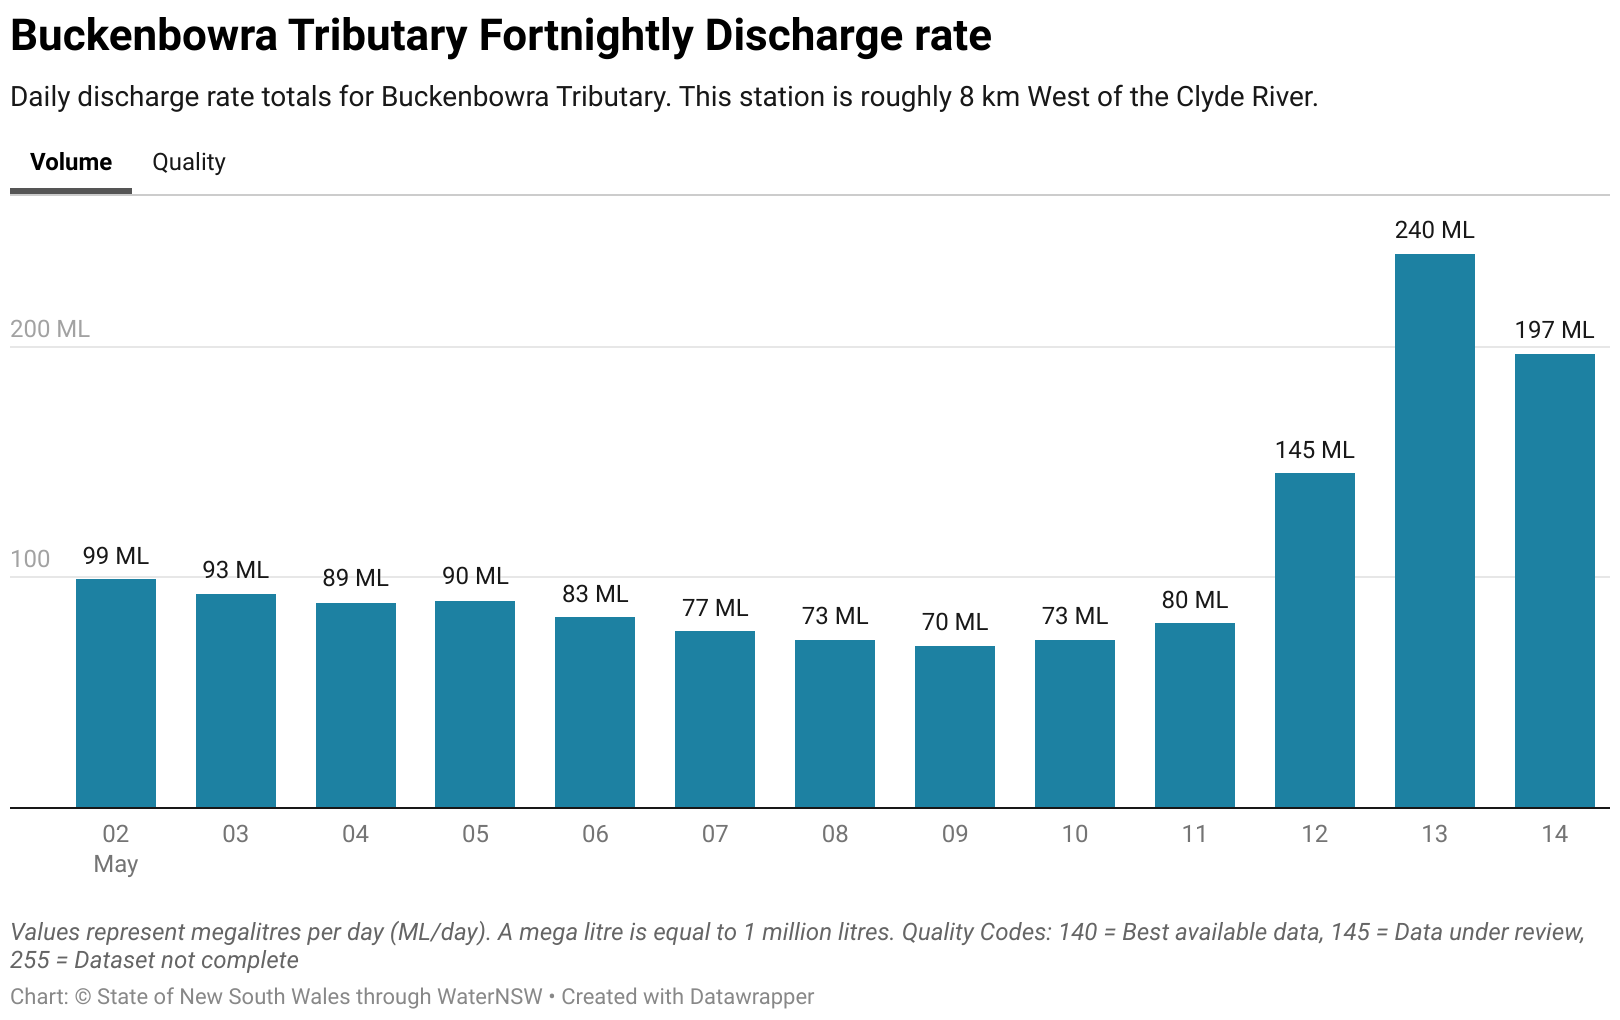 Buckenbowra Tributary Fortnightly Discharge rate
Daily discharge rate totals for Buckenbowra Tributary. This station is roughly 8 km West of the Clyde River.
Volume Quality
240 ML
200 ML
197 ML
145 ML
100
99 ML
93 ML
89 ML
90 ML
83 ML
77 ML
73 ML
70 ML
73 ML
80 ML
02 03 04 05 06 07 08 09 10 11 12 13 14
May
Values represent megalitres per day (ML/day). A mega litre is equal to 1 million litres. Quality Codes: 140 = Best available data, 145 = Data under review,
255 = Dataset not complete
Chart: © State of New South Wales through WaterNSW • Created with Datawrapper